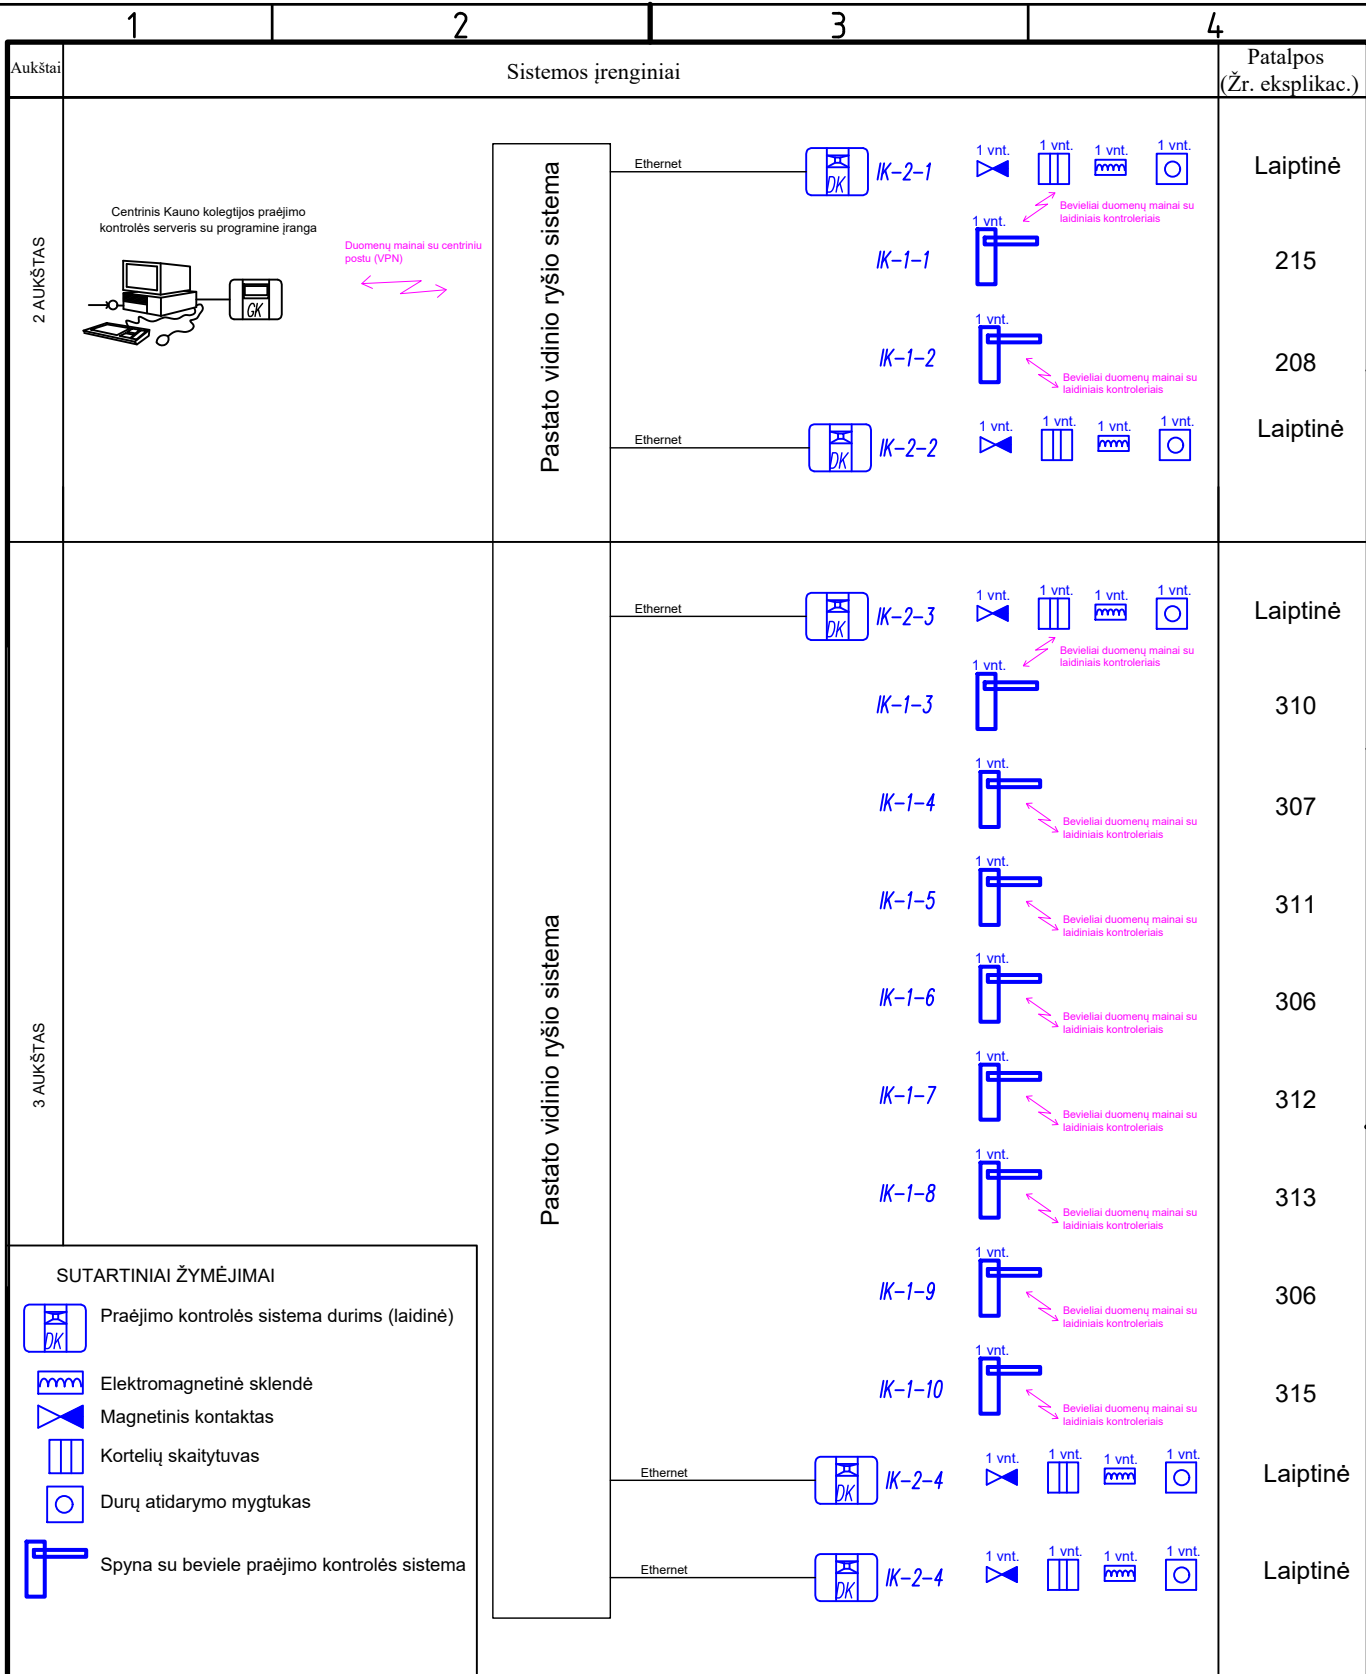 1
2
3
4
Aukštai
Sistemos įrenginiai
Patalpos
(Žr. eksplikac.)
2 AUKŠTAS
Centrinis Kauno kolegtijos praėjimo
kontrolės serveris su programine įranga
GK
Duomenų mainai su centriniu
postu (VPN)
Pastato vidinio ryšio sistema
Ethernet
DK
IK-2-1
1 vnt.
1 vnt.
1 vnt.
1 vnt.
Laiptinė
Bevieliai duomenų mainai su
laidiniais kontroleriais
IK-1-1
1 vnt.
215
IK-1-2
1 vnt.
Bevieliai duomenų mainai su
laidiniais kontroleriais
208
Ethernet
DK
IK-2-2
1 vnt.
1 vnt.
1 vnt.
1 vnt.
Laiptinė
3 AUKŠTAS
Pastato vidinio ryšio sistema
Ethernet
DK
IK-2-3
1 vnt.
1 vnt.
1 vnt.
1 vnt.
Laiptinė
Bevieliai duomenų mainai su
laidiniais kontroleriais
IK-1-3
1 vnt.
310
IK-1-4
1 vnt.
Bevieliai duomenų mainai su
laidiniais kontroleriais
307
IK-1-5
1 vnt.
Bevieliai duomenų mainai su
laidiniais kontroleriais
311
IK-1-6
1 vnt.
Bevieliai duomenų mainai su
laidiniais kontroleriais
306
IK-1-7
1 vnt.
Bevieliai duomenų mainai su
laidiniais kontroleriais
312
IK-1-8
1 vnt.
Bevieliai duomenų mainai su
laidiniais kontroleriais
313
IK-1-9
1 vnt.
Bevieliai duomenų mainai su
laidiniais kontroleriais
306
IK-1-10
1 vnt.
Bevieliai duomenų mainai su
laidiniais kontroleriais
315
Ethernet
DK
IK-2-4
1 vnt.
1 vnt.
1 vnt.
1 vnt.
Laiptinė
Ethernet
DK
IK-2-4
1 vnt.
1 vnt.
1 vnt.
1 vnt.
Laiptinė
SUTARTINIAI ŽYMĖJIMAI
DK
Praėjimo kontrolės sistema durims (laidinė)
Elektromagnetinė sklendė
Magnetinis kontaktas
Kortelių skaitytuvas
Durų atidarymo mygtukas
Spyna su beviele praėjimo kontrolės sistema